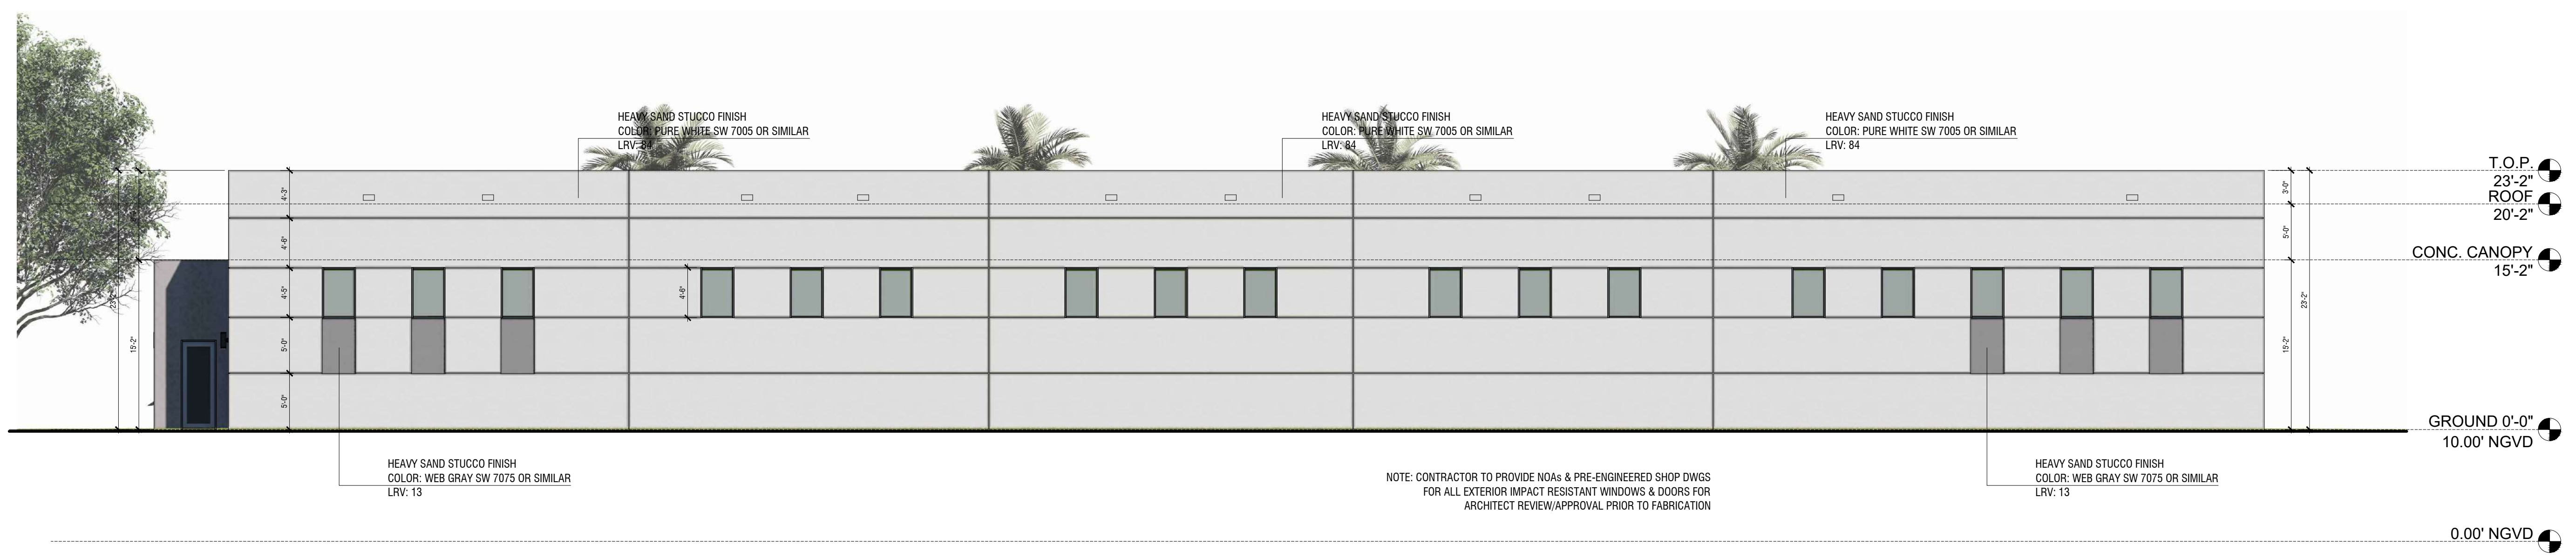 HEAVY SAND STUCCO FINISH
COLOR: PURE WHITE SW 7005 OR SIMILAR
LRV: 84
HEAVY SAND STUCCO FINISH
COLOR: PURE WHITE SW 7005 OR SIMILAR
LRV: 84
HEAVY SAND STUCCO FINISH
COLOR: PURE WHITE SW 7005 OR SIMILAR
LRV: 84
T.O.P.
23'-2"
ROOF
20'-2"
CONC. CANOPY
15'-2"
GROUND 0'-0"
10.00' NGVD
0.00' NGVD
4'-3"
4'-6"
4'-5"
5'-0"
5'-0"
15'-2"
4'-6"
3'-0"
5'-0"
15'-2"
23'-2"
HEAVY SAND STUCCO FINISH
COLOR: WEB GRAY SW 7075 OR SIMILAR
LRV: 13
NOTE: CONTRACTOR TO PROVIDE NOAs & PRE-ENGINEERED SHOP DWGS
FOR ALL EXTERIOR IMPACT RESISTANT WINDOWS & DOORS FOR
ARCHITECT REVIEW/APPROVAL PRIOR TO FABRICATION
HEAVY SAND STUCCO FINISH
COLOR: WEB GRAY SW 7075 OR SIMILAR
LRV: 13